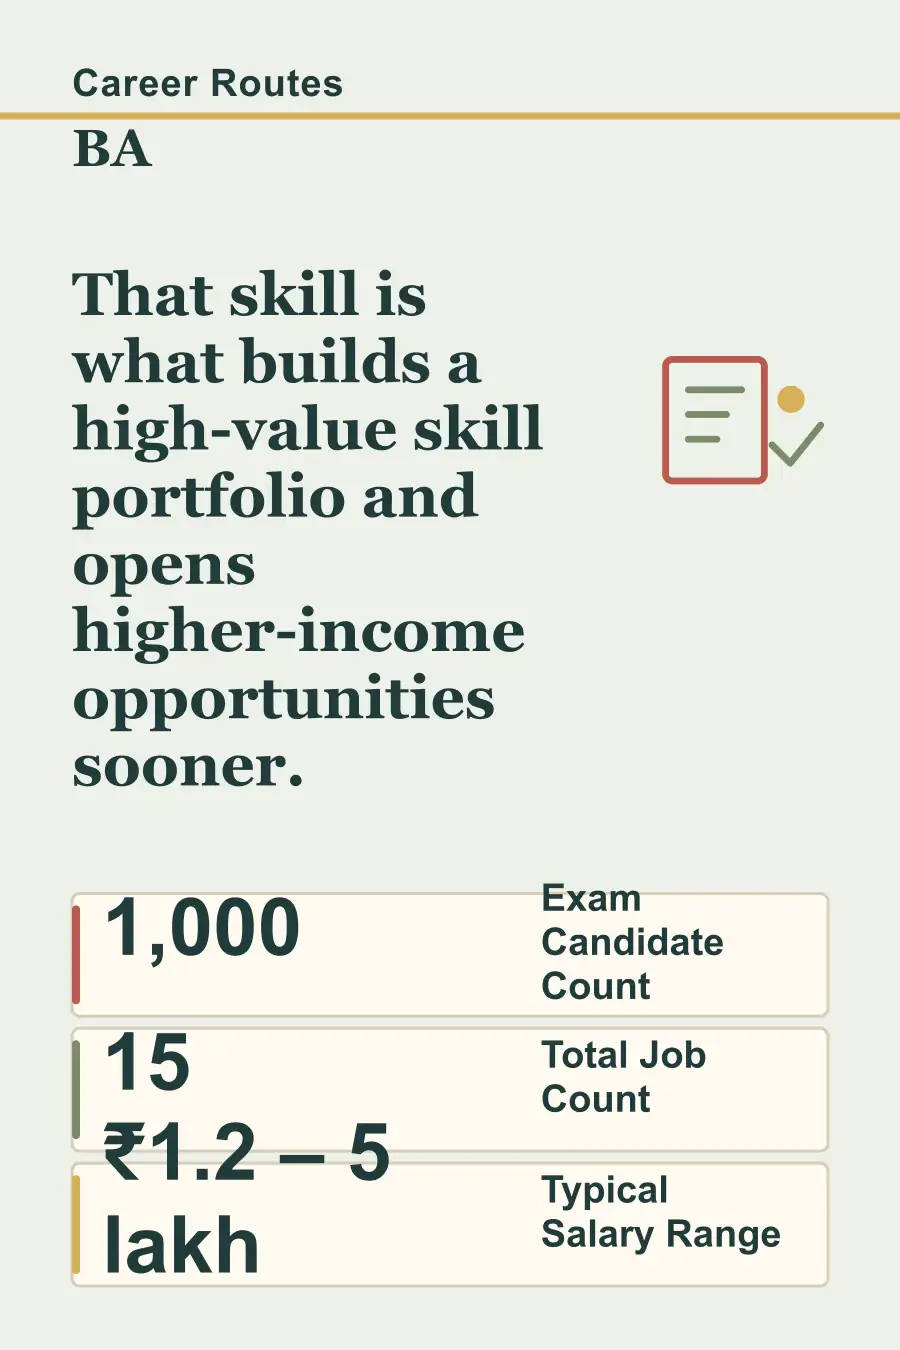 Career Routes
BA
That skill is
what builds a
high-value skill
portfolio and
opens
higher-income
opportunities
sooner.
1,000
Exam
Candidate
Count
15
Total Job
Count
₹1.2 – 5
lakh
Typical
Salary Range